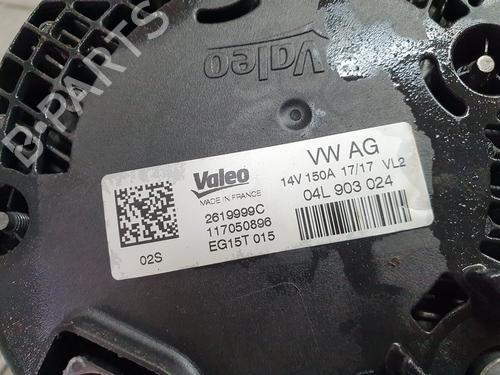 Valeo
B-PARTS
Valeo
MADE IN FRANCE
VW AG
14V 150A 17/17 VL2
04L 903 024
2619999C
117050896
EG15T 015
02S